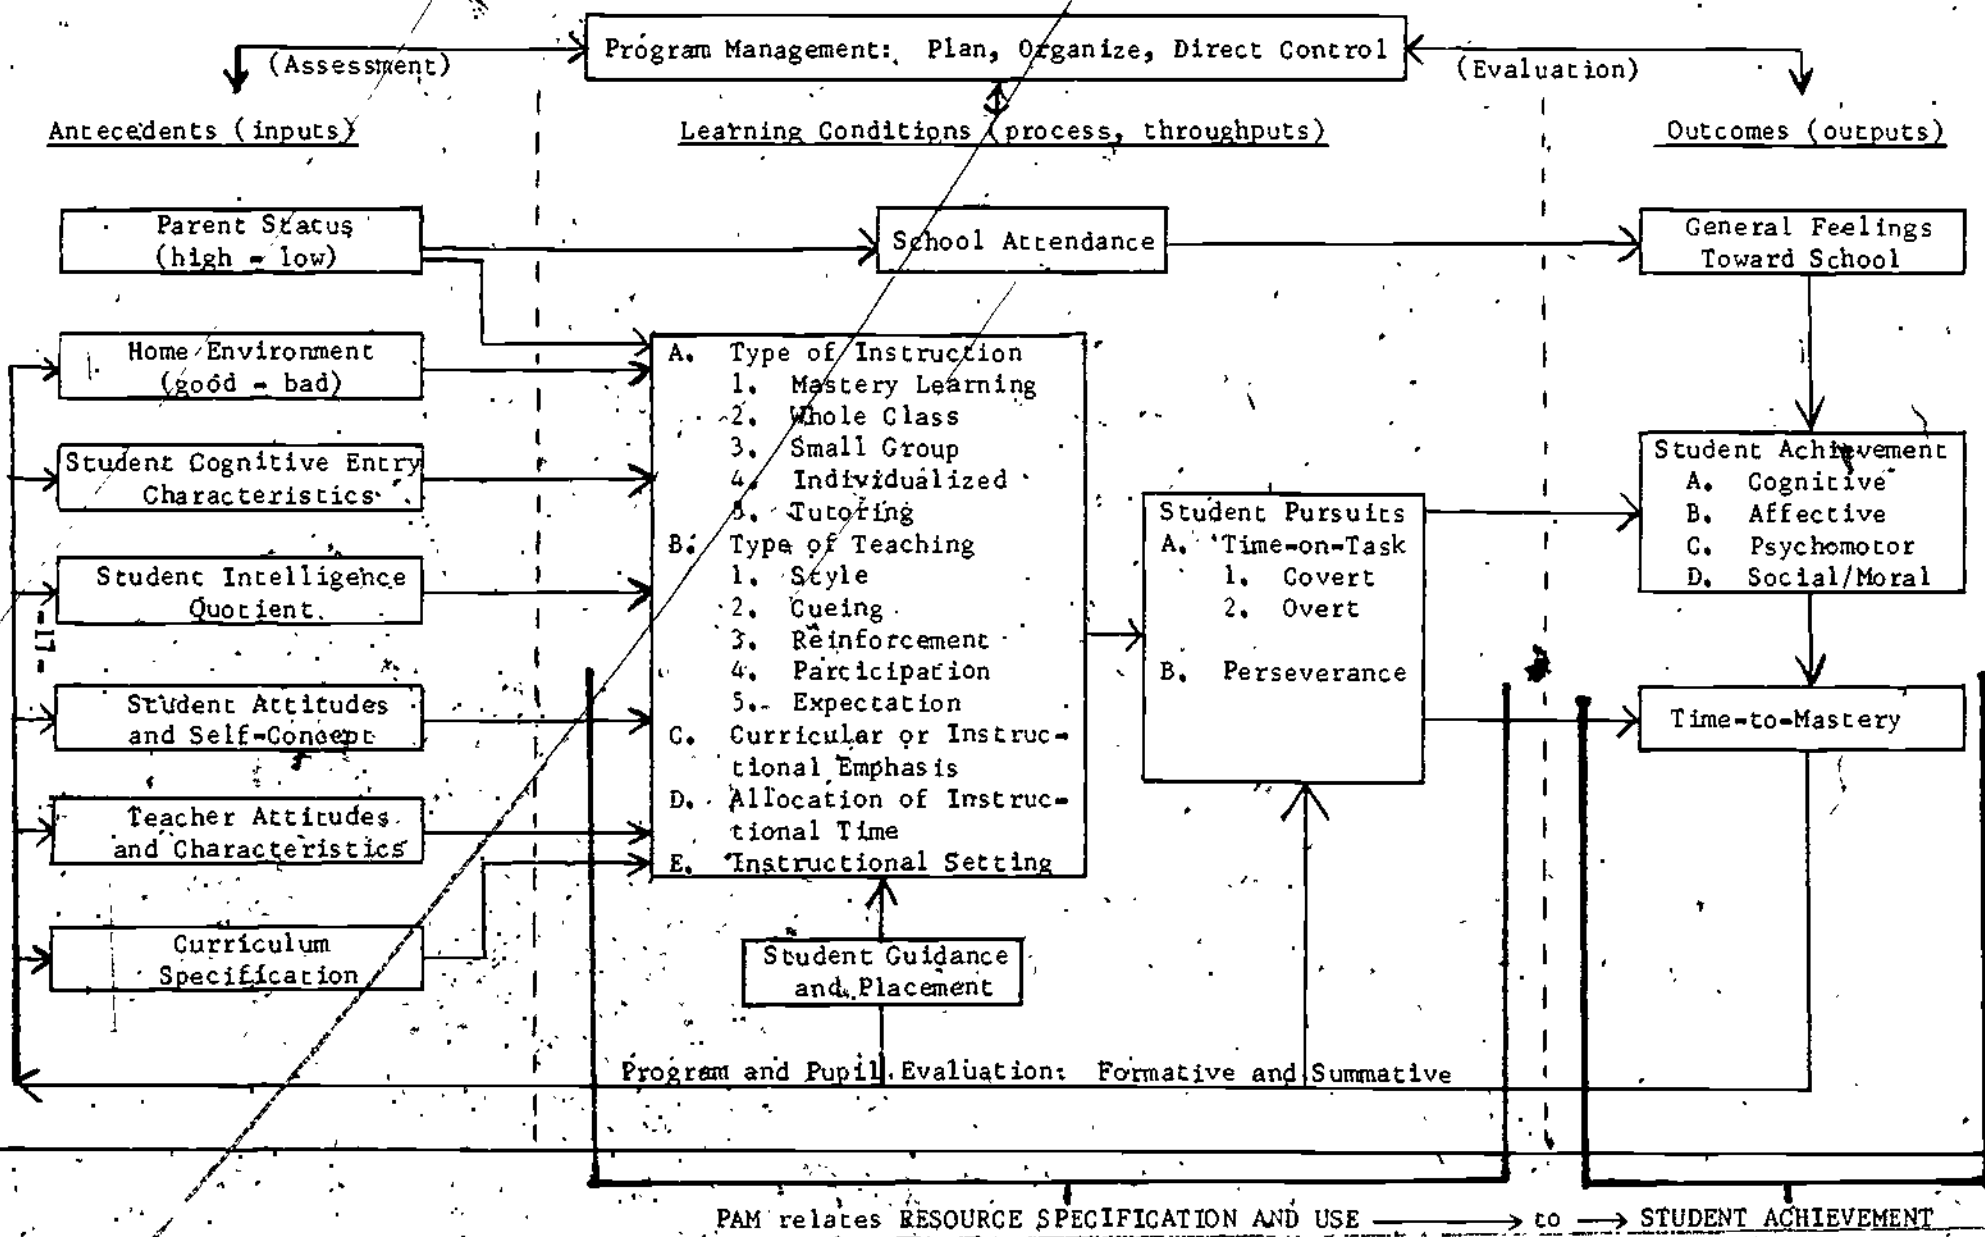 Program Management: Plan, Organize, Direct Control
(Assessment)
(Evaluation)
Antecedents (inputs)
Learning Conditions (process, throughputs)
Outcomes (outputs)
Parent Status
(high - low)
School Attendance
General Feelings
Toward School
Home Environment
(good - bad)
Student Cognitive Entry
Characteristics
Student Intelligence
Quotient
-17-
Student Attitudes
and Self-Concept
Teacher Attitudes
and Characteristics
Curriculum
Specification
A. Type of Instruction
1. Mastery Learning
2. Whole Class
3. Small Group
4. Individualized
5. Tutoring
B. Type of Teaching
1. Style
2. Cueing
3. Reinforcement
4. Participation
5. Expectation
C. Curricular or Instruc-
tional Emphasis
D. Allocation of Instruc-
tional Time
E. Instructional Setting
Student Guidance
and Placement
Student Pursuits
A. Time-on-Task
1. Covert
2. Overt
B. Perseverance
Student Achievement
A. Cognitive
B. Affective
C. Psychomotor
D. Social/Moral
Time-to-Mastery
Program and Pupil Evaluation: Formative and Summative
PAM relates RESOURCE SPECIFICATION AND USE to STUDENT ACHIEVEMENT